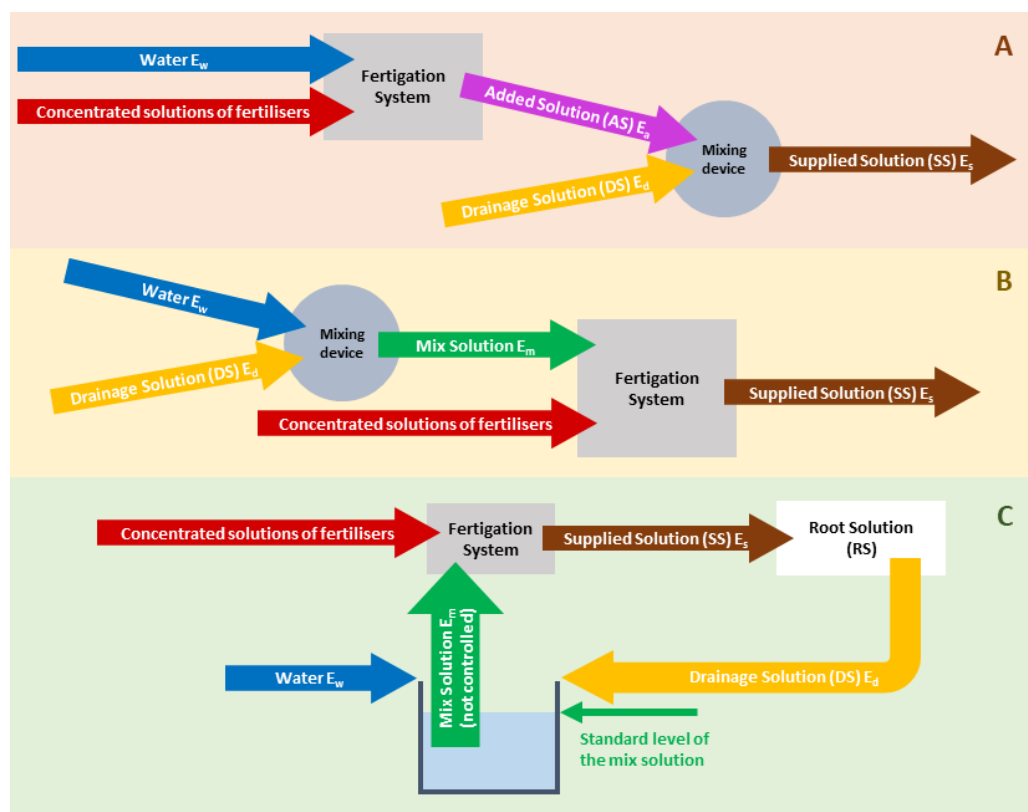 A
Water Ew
Fertigation
System
Concentrated solutions of fertilisers
Added Solution (AS) Ea
Mixing
device
Supplied Solution (SS) Es
Drainage Solution (DS) Ed
B
Water Ew
Mixing
device
Mix Solution Em
Drainage Solution (DS) Ed
Fertigation
System
Supplied Solution (SS) Es
Concentrated solutions of fertilisers
C
Concentrated solutions of fertilisers
Fertigation
System
Supplied Solution (SS) Es
Root Solution
(RS)
Mix Solution Em
(not controlled)
Water Ew
Drainage Solution (DS) Ed
Standard level of
the mix solution